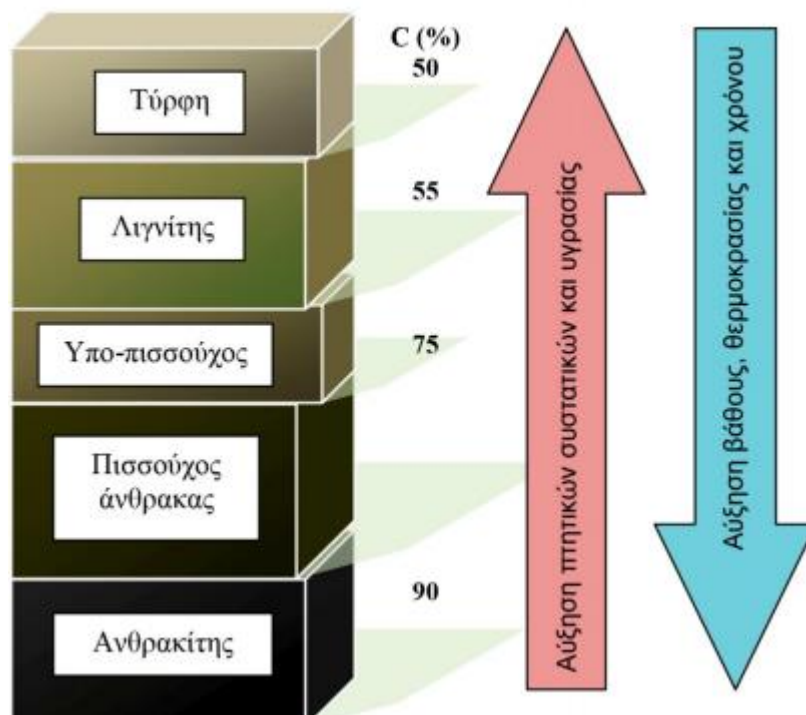 C (%)
50
Τύρφη
55
Λιγνίτης
75
Υπο-πισσούχος
Πισσούχος
άνθρακας
90
Ανθρακίτης
Αύξηση πτητικών συστατικών και υγρασίας
Αύξηση βάθους, θερμοκρασίας και χρόνου